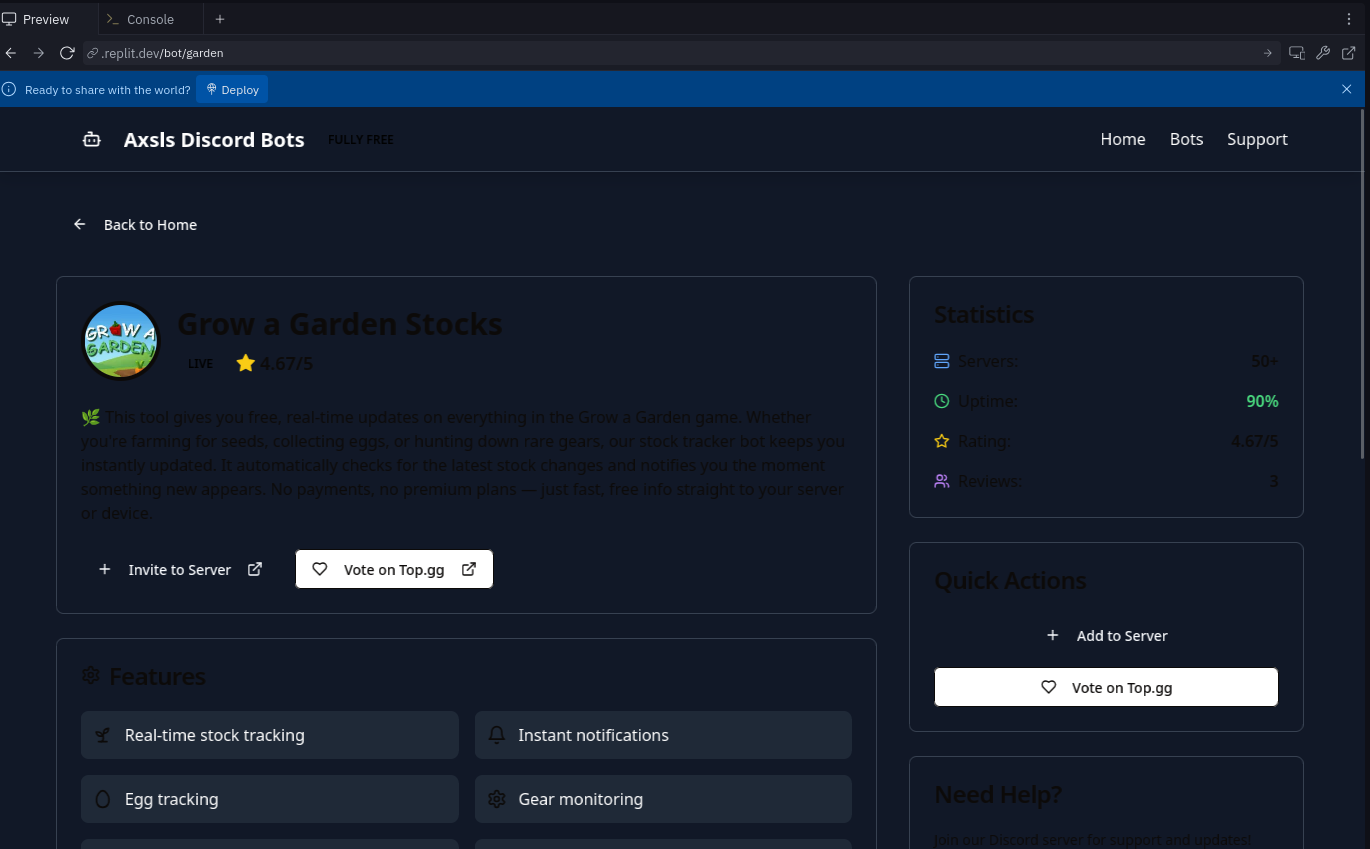 Preview
Console
.replit.dev/bot/garden
Ready to share with the world?
Deploy
Axsls Discord Bots
FULLY FREE
Home
Bots
Support
Back to Home
GROW A
GARDEN
Grow a Garden Stocks
LIVE
4.67/5
🌿 This tool gives you free, real-time updates on everything in the Grow a Garden game. Whether
you're farming for seeds, collecting eggs, or hunting down rare gears, our stock tracker bot keeps you
instantly updated. It automatically checks for the latest stock changes and notifies you the moment
something new appears. No payments, no premium plans — just fast, free info straight to your server
or device.
Invite to Server
Vote on Top.gg
Features
Real-time stock tracking
Instant notifications
Egg tracking
Gear monitoring
Statistics
Servers:
50+
Uptime:
90%
Rating:
4.67/5
Reviews:
3
Quick Actions
Add to Server
Vote on Top.gg
Need Help?
Join our Discord server for support and updates!